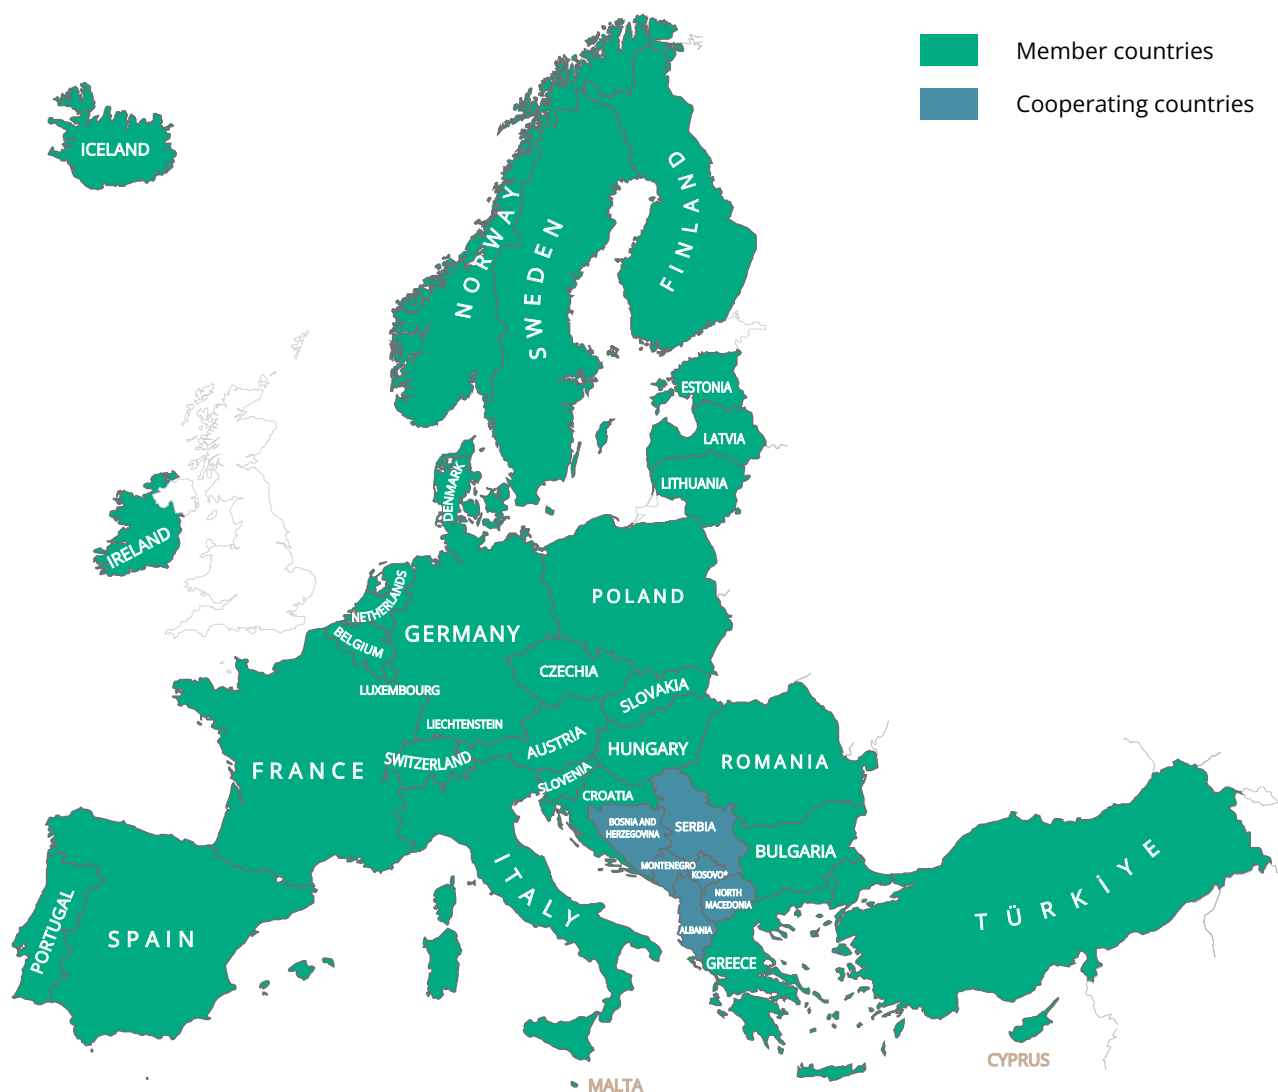 Member countries
Cooperating countries
ICELAND
NORWAY
SWEDEN
FINLAND
ESTONIA
LATVIA
LITHUANIA
DENMARK
IRELAND
NETHERLANDS
POLAND
BELGIUM
GERMANY
CZECHIA
LUXEMBOURG
SLOVAKIA
LIECHTENSTEIN
AUSTRIA
HUNGARY
SWITZERLAND
FRANCE
ROMANIA
SLOVENIA
CROATIA
BOSNIA AND
HERZEGOVINA
SERBIA
BULGARIA
MONTENEGRO
KOSOVO*
ITALY
NORTH
MACEDONIA
TÜRKİYE
PORTUGAL
SPAIN
ALBANIA
GREECE
CYPRUS
MALTA